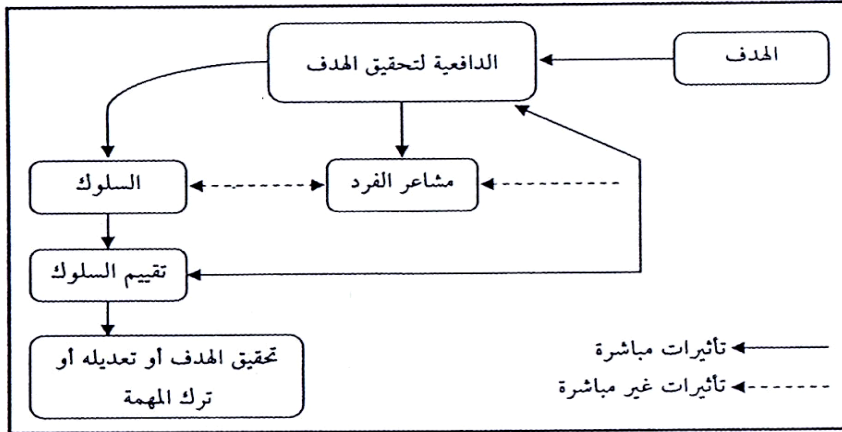 الهدف
الدافعية لتحقيق الهدف
مشاعر الفرد
السلوك
تقييم السلوك
تحقيق الهدف أو تعديله أو
ترك المهمة
تأثيرات مباشرة
تأثيرات غير مباشرة